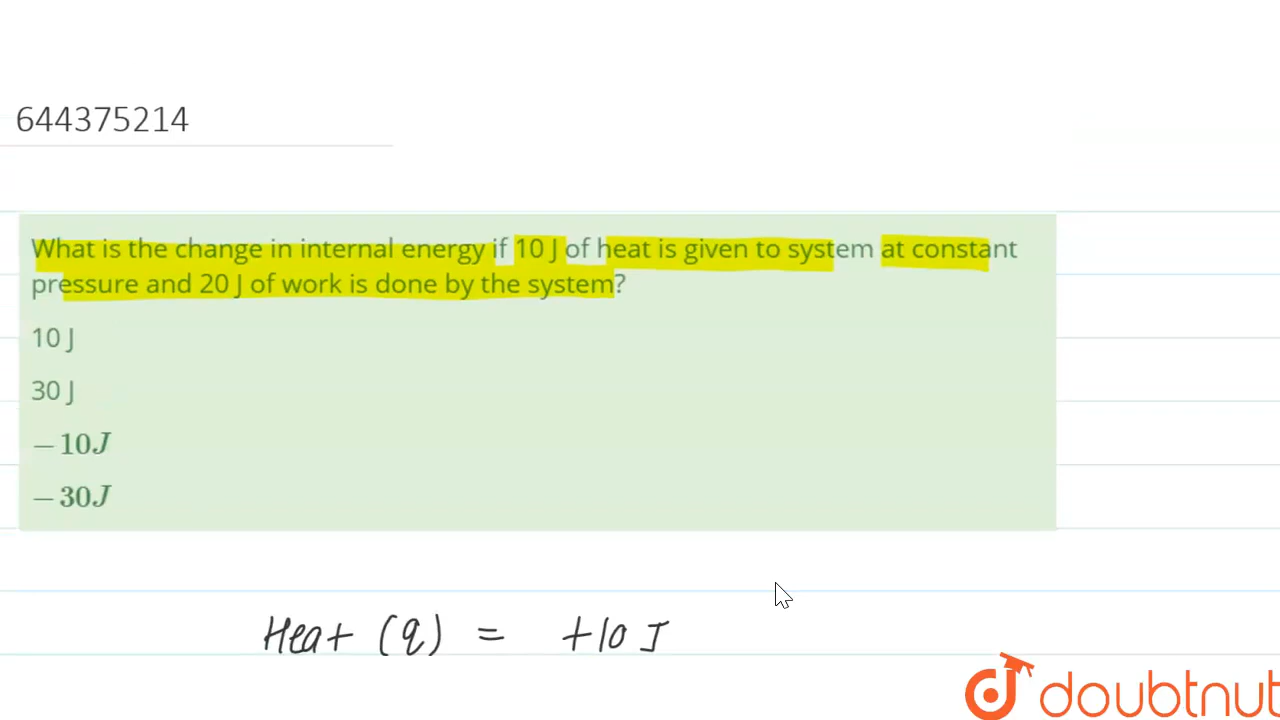 644375214
What is the change in internal energy if 10 J of heat is given to system at constant
pressure and 20 J of work is done by the system?
10 J
30 J
−10J
−30J
Heat (q) = +10 J
doubtnut